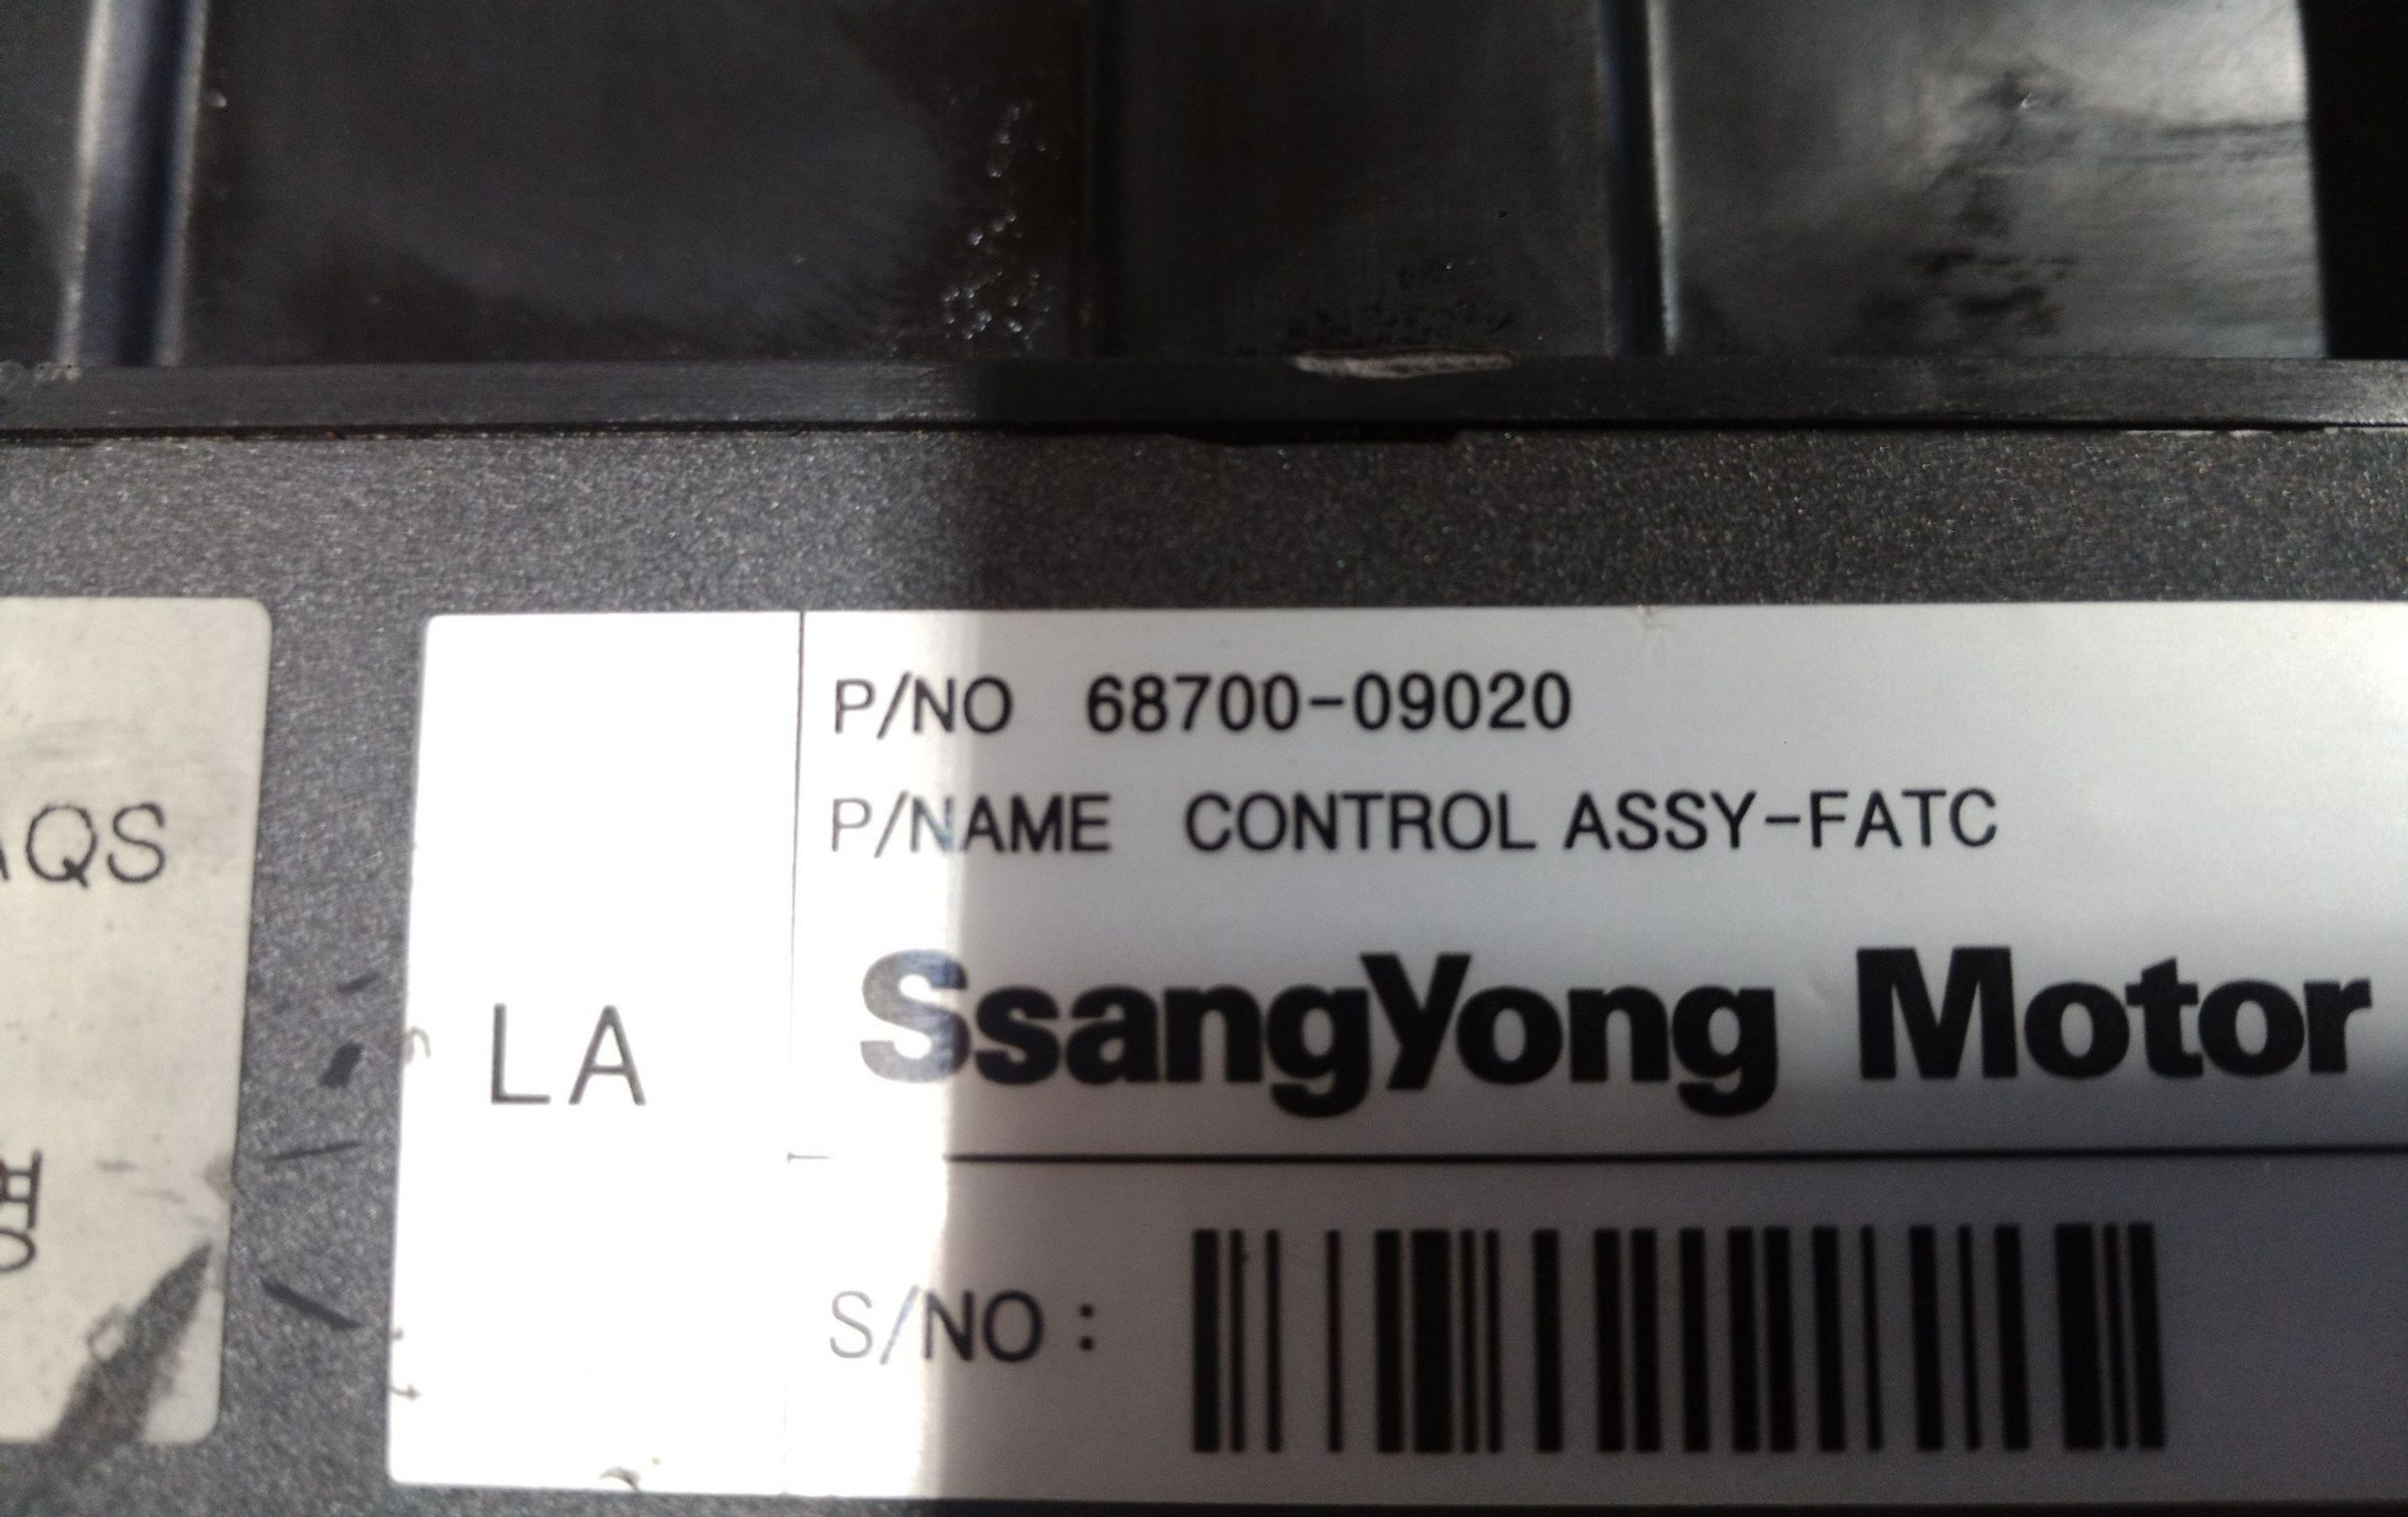 AQS
P/NO 68700-09020
P/NAME CONTROL ASSY-FATC
LA
SsangYong Motor
S/NO :